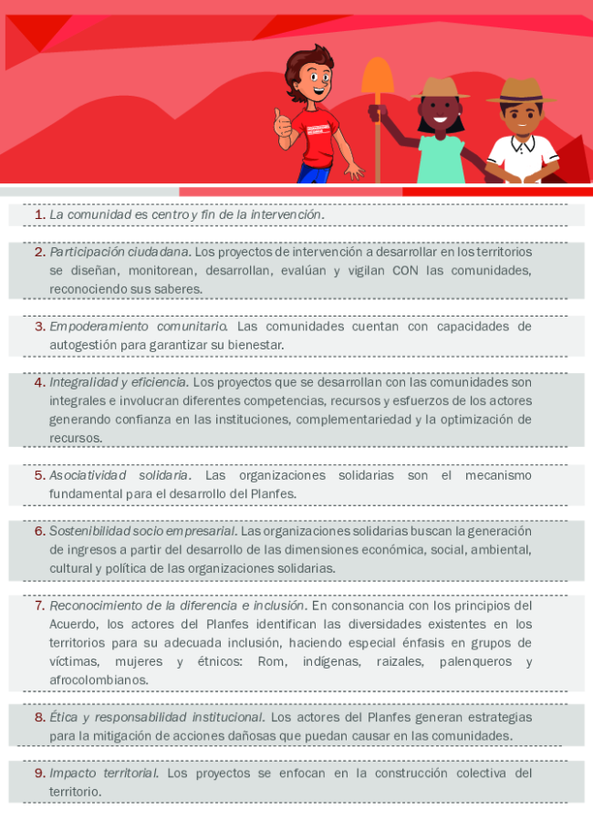 1. La comunidad es centro y fin de la intervención.
2. Participación ciudadana. Los proyectos de intervención a desarrollar en los territorios
se diseñan, monitorean, desarrollan, evalúan y vigilan CON las comunidades,
reconociendo sus saberes.
3. Empoderamiento comunitario. Las comunidades cuentan con capacidades de
autogestión para garantizar su bienestar.
4. Integralidad y eficiencia. Los proyectos que se desarrollan con las comunidades son
integrales e involucran diferentes competencias, recursos y esfuerzos de los actores
generando confianza en las instituciones, complementariedad y la optimización de
recursos.
5. Asociatividad solidaria. Las organizaciones solidarias son el mecanismo
fundamental para el desarrollo del Planfes.
6. Sostenibilidad socio empresarial. Las organizaciones solidarias buscan la generación
de ingresos a partir del desarrollo de las dimensiones económica, social, ambiental,
cultural y política de las organizaciones solidarias.
7. Reconocimiento de la diferencia e inclusión. En consonancia con los principios del
Acuerdo, los actores del Planfes identifican las diversidades existentes en los
territorios para su adecuada inclusión, haciendo especial énfasis en grupos de
víctimas, mujeres y étnicos: Rom, indígenas, raizales, palenqueros y
afrocolombianos.
8. Ética y responsabilidad institucional. Los actores del Planfes generan estrategias
para la mitigación de acciones dañosas que puedan causar en las comunidades.
9. Impacto territorial. Los proyectos se enfocan en la construcción colectiva del
territorio.